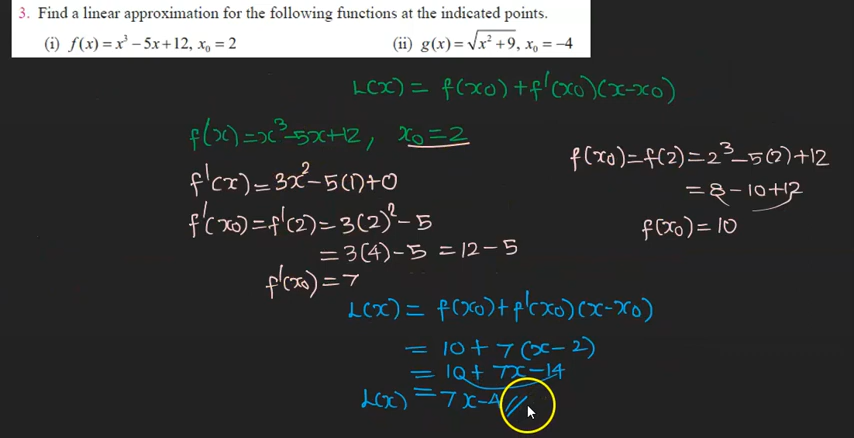 3. Find a linear approximation for the following functions at the indicated points.
(i) f(x) = x³ − 5x + 12, x₀ = 2 (ii) g(x) = √(x² + 9), x₀ = −4
L(x) = f(x₀) + f'(x₀)(x−x₀)
f(x) = x³−5x+12, x₀ = 2
f'(x) = 3x² − 5(1) + 0
f'(x₀) = f'(2) = 3(2)² − 5
= 3(4) − 5 = 12 − 5
f'(x₀) = 7
f(x₀) = f(2) = 2³ − 5(2) + 12
= 8 − 10 + 12
f(x₀) = 10
L(x) = f(x₀) + f'(x₀)(x−x₀)
= 10 + 7(x − 2)
= 10 + 7x − 14
L(x) = 7x − 4 //